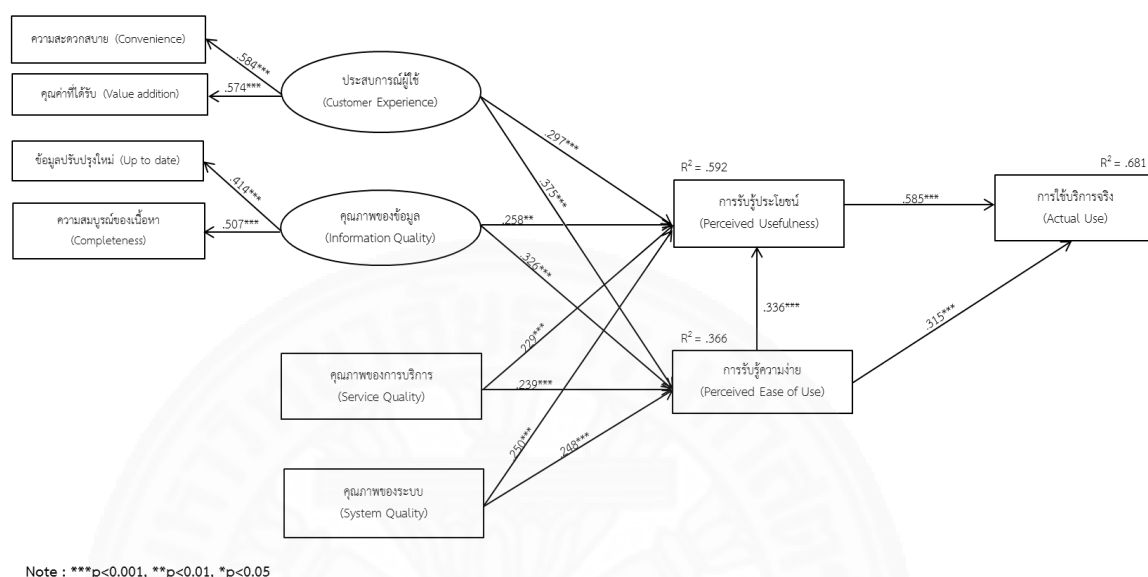 ความสะดวกสบาย (Convenience)
.584***
คุณค่าที่ได้รับ (Value addition)
.574***
ประสบการณ์ผู้ใช้
(Customer Experience)
ข้อมูลปรับปรุงใหม่ (Up to date)
.414***
ความสมบูรณ์ของเนื้อหา
(Completeness)
.507***
คุณภาพของข้อมูล
(Information Quality)
.297***
.375***
.258**
.326***
R² = .592
การรับรู้ประโยชน์
(Perceived Usefulness)
.585***
R² = .681
การใช้บริการจริง
(Actual Use)
.336***
.315***
คุณภาพของการบริการ
(Service Quality)
.229***
.239***
R² = .366
การรับรู้ความง่าย
(Perceived Ease of Use)
คุณภาพของระบบ
(System Quality)
.250***
.248***
Note : ***p<0.001, **p<0.01, *p<0.05